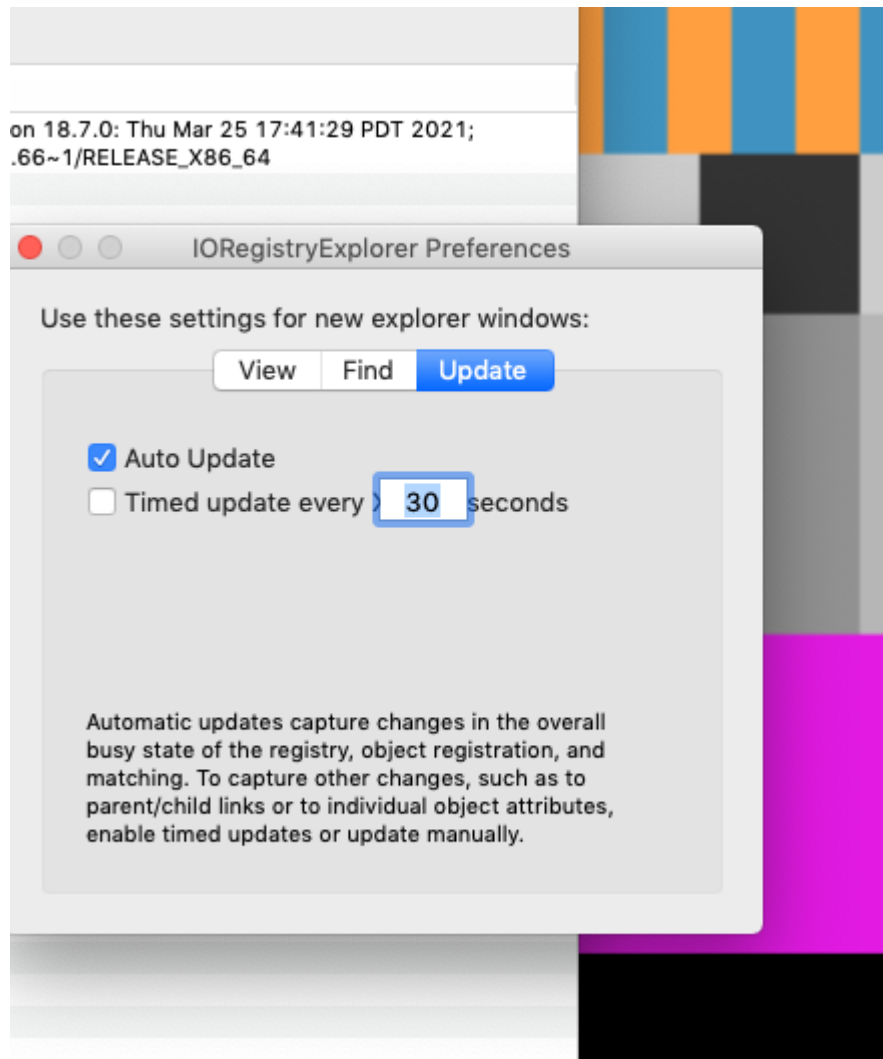 on 18.7.0: Thu Mar 25 17:41:29 PDT 2021;
.66~1/RELEASE_X86_64
IORegistryExplorer Preferences
Use these settings for new explorer windows:
View Find Update
Auto Update
Timed update every 30 seconds
Automatic updates capture changes in the overall
busy state of the registry, object registration, and
matching. To capture other changes, such as to
parent/child links or to individual object attributes,
enable timed updates or update manually.